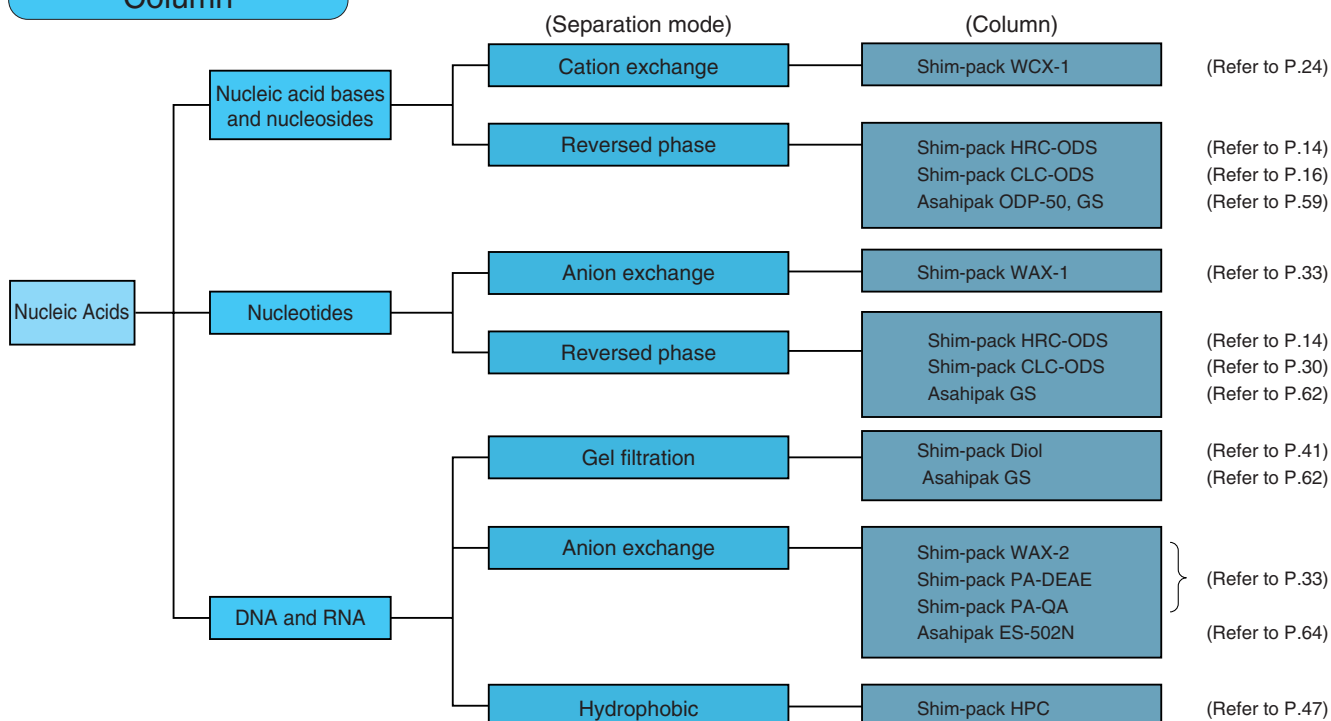 Column
(Separation mode)
(Column)
Nucleic Acids
Nucleic acid bases
and nucleosides
Cation exchange
Shim-pack WCX-1
(Refer to P.24)
Reversed phase
Shim-pack HRC-ODS
(Refer to P.14)
Shim-pack CLC-ODS
(Refer to P.16)
Asahipak ODP-50, GS
(Refer to P.59)
Nucleotides
Anion exchange
Shim-pack WAX-1
(Refer to P.33)
Reversed phase
Shim-pack HRC-ODS
(Refer to P.14)
Shim-pack CLC-ODS
(Refer to P.30)
Asahipak GS
(Refer to P.62)
DNA and RNA
Gel filtration
Shim-pack Diol
(Refer to P.41)
Asahipak GS
(Refer to P.62)
Anion exchange
Shim-pack WAX-2
Shim-pack PA-DEAE
Shim-pack PA-QA
(Refer to P.33)
Asahipak ES-502N
(Refer to P.64)
Hydrophobic
Shim-pack HPC
(Refer to P.47)